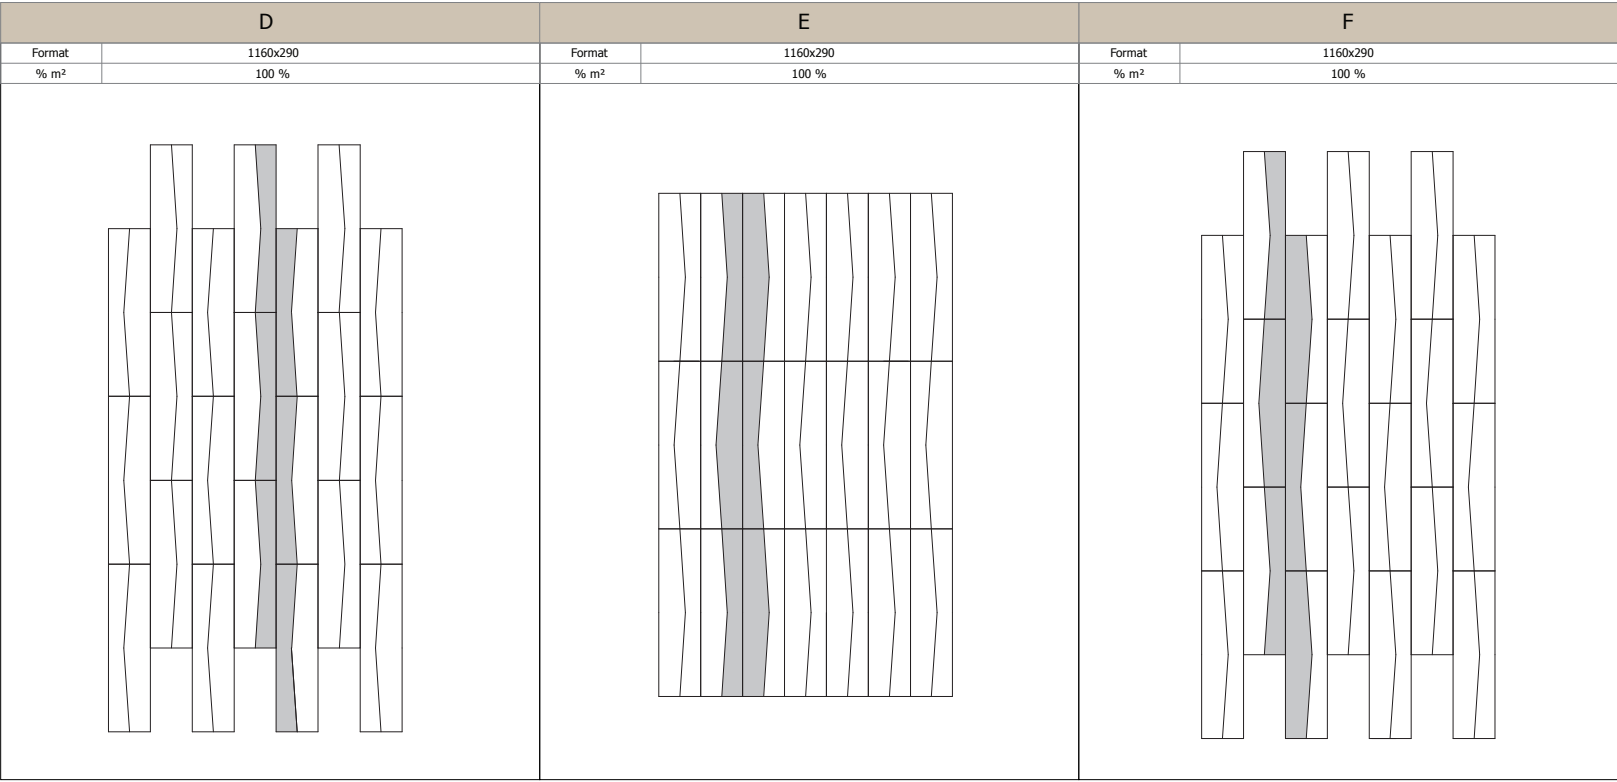 D E F
Format 1160x290 Format 1160x290 Format 1160x290
% m² 100 % % m² 100 % % m² 100 %